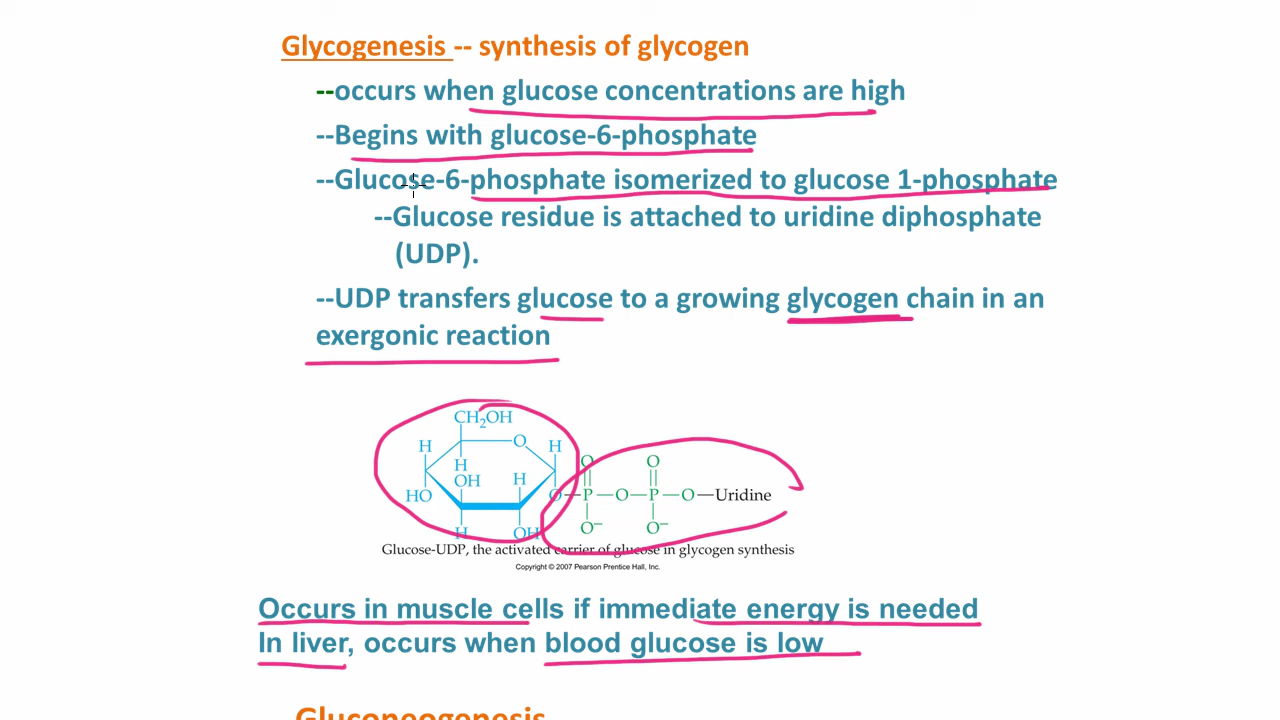 Glycogenesis -- synthesis of glycogen
--occurs when glucose concentrations are high
--Begins with glucose-6-phosphate
--Glucose-6-phosphate isomerized to glucose 1-phosphate
--Glucose residue is attached to uridine diphosphate
(UDP).
--UDP transfers glucose to a growing glycogen chain in an
exergonic reaction
CH2OH
H O H O O
H
OH H
HO O—P—O—P—O—Uridine
O− O−
H OH
Glucose-UDP, the activated carrier of glucose in glycogen synthesis
Copyright © 2007 Pearson Prentice Hall, Inc.
Occurs in muscle cells if immediate energy is needed
In liver, occurs when blood glucose is low
Gluconeogenesis